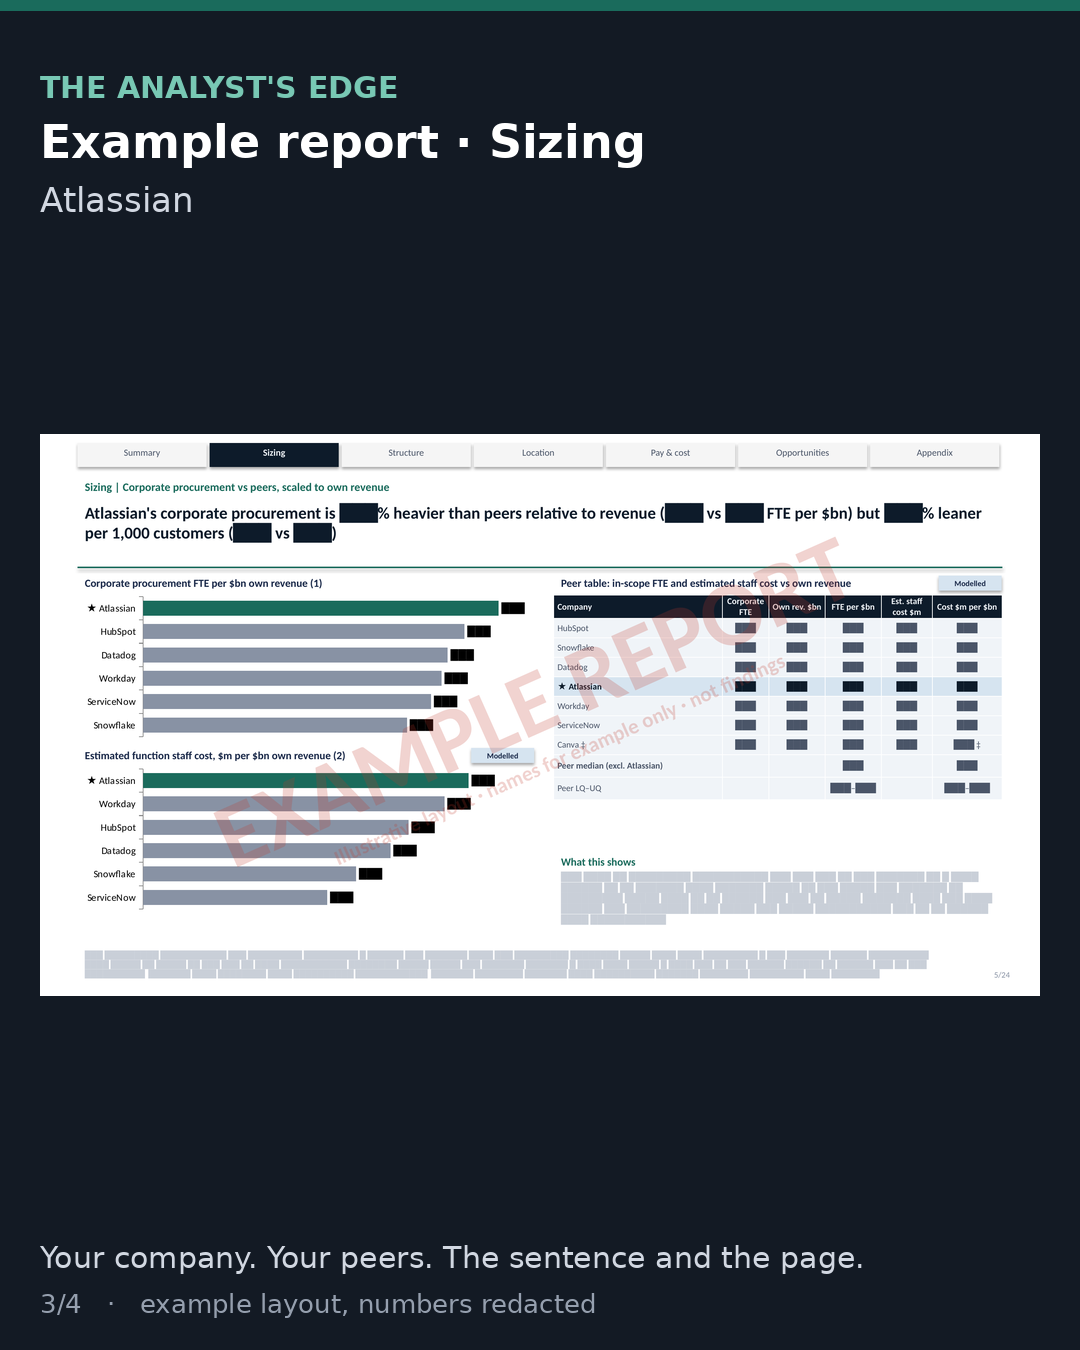 THE ANALYST'S EDGE
Example report · Sizing
Atlassian
Summary
Sizing
Structure
Location
Pay & cost
Opportunities
Appendix
Sizing | Corporate procurement vs peers, scaled to own revenue
Atlassian's corporate procurement is % heavier than peers relative to revenue ( vs FTE per $bn) but % leaner
per 1,000 customers ( vs )
Corporate procurement FTE per $bn own revenue (1)
★ Atlassian
HubSpot
Datadog
Workday
ServiceNow
Snowflake
Estimated function staff cost, $m per $bn own revenue (2)
Modelled
★ Atlassian
Workday
HubSpot
Datadog
Snowflake
ServiceNow
Peer table: in-scope FTE and estimated staff cost vs own revenue
Modelled
Company
Corporate FTE
Own rev. $bn
FTE per $bn
Est. staff cost $m
Cost $m per $bn
HubSpot
Snowflake
Datadog
★ Atlassian
Workday
ServiceNow
Canva ‡ ‡
Peer median (excl. Atlassian)
Peer LQ–UQ – –
What this shows
EXAMPLE REPORT
Illustrative layout · names for example only · not findings
5/24
Your company. Your peers. The sentence and the page.
3/4 · example layout, numbers redacted